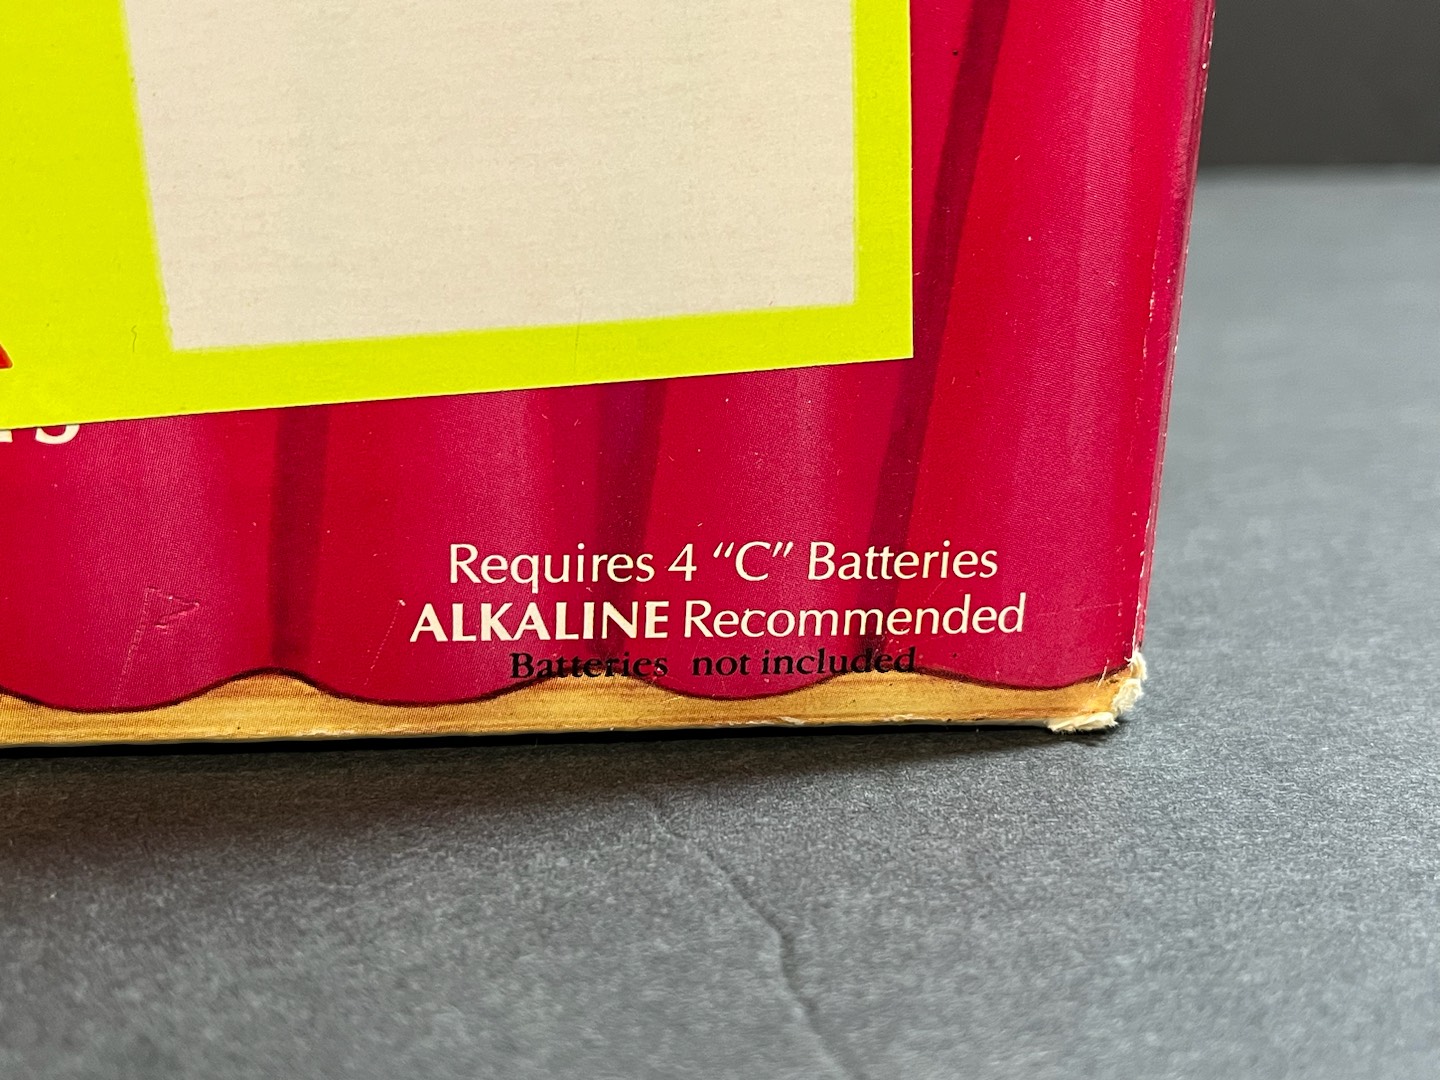 Requires 4 “C” Batteries
ALKALINE Recommended
Batteries not included.